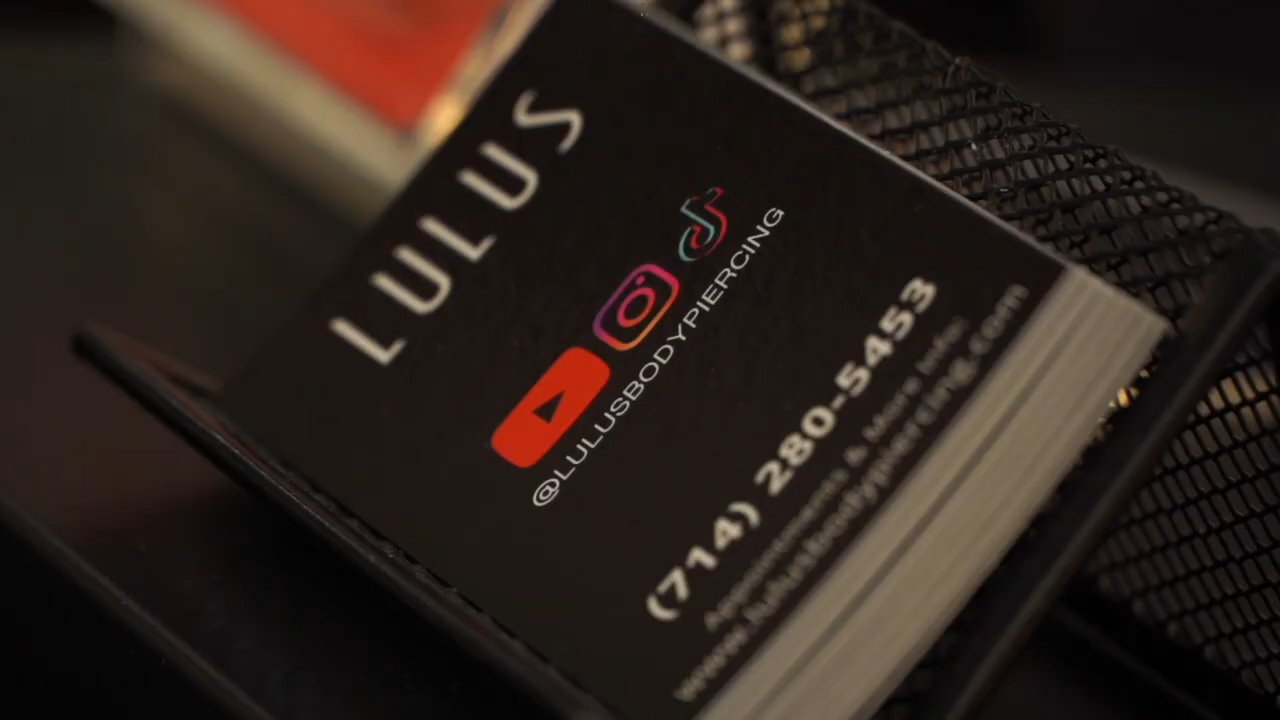 LULUS
@LULUSBODYPIERCING
(714) 280-5453
Appointments & More Info:
www.lulusbodypiercing.com